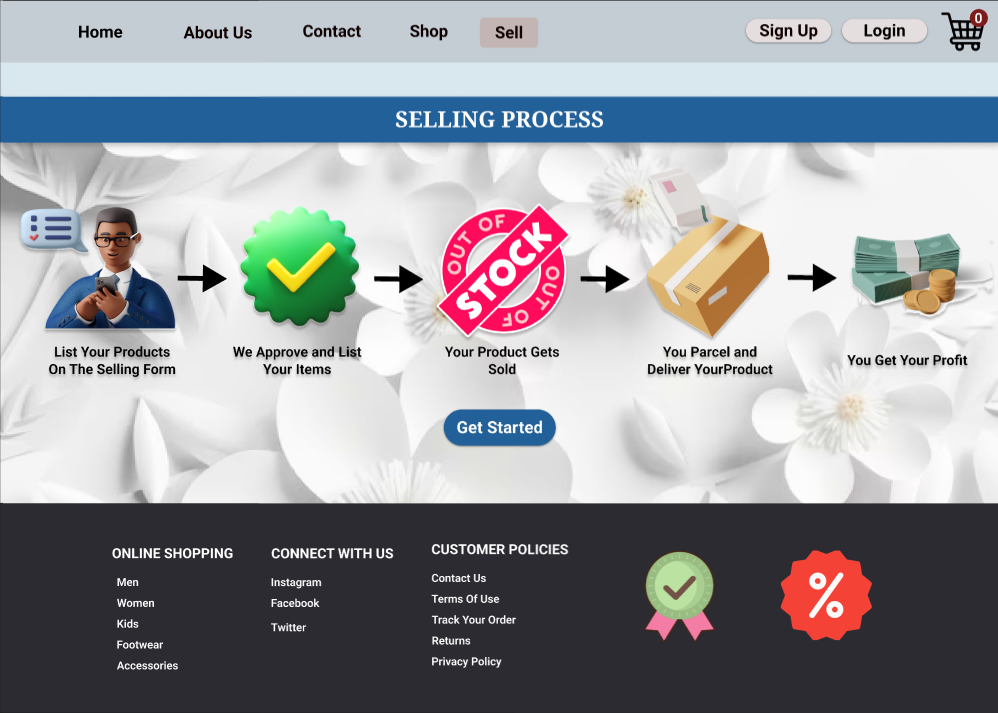 Home
About Us
Contact
Shop
Sell
Sign Up
Login
0
SELLING PROCESS
OUT OF
STOCK
OUT OF
List Your Products
On The Selling Form
We Approve and List
Your Items
Your Product Gets
Sold
You Parcel and
Deliver YourProduct
You Get Your Profit
Get Started
ONLINE SHOPPING
Men
Women
Kids
Footwear
Accessories
CONNECT WITH US
Instagram
Facebook
Twitter
CUSTOMER POLICIES
Contact Us
Terms Of Use
Track Your Order
Returns
Privacy Policy
%